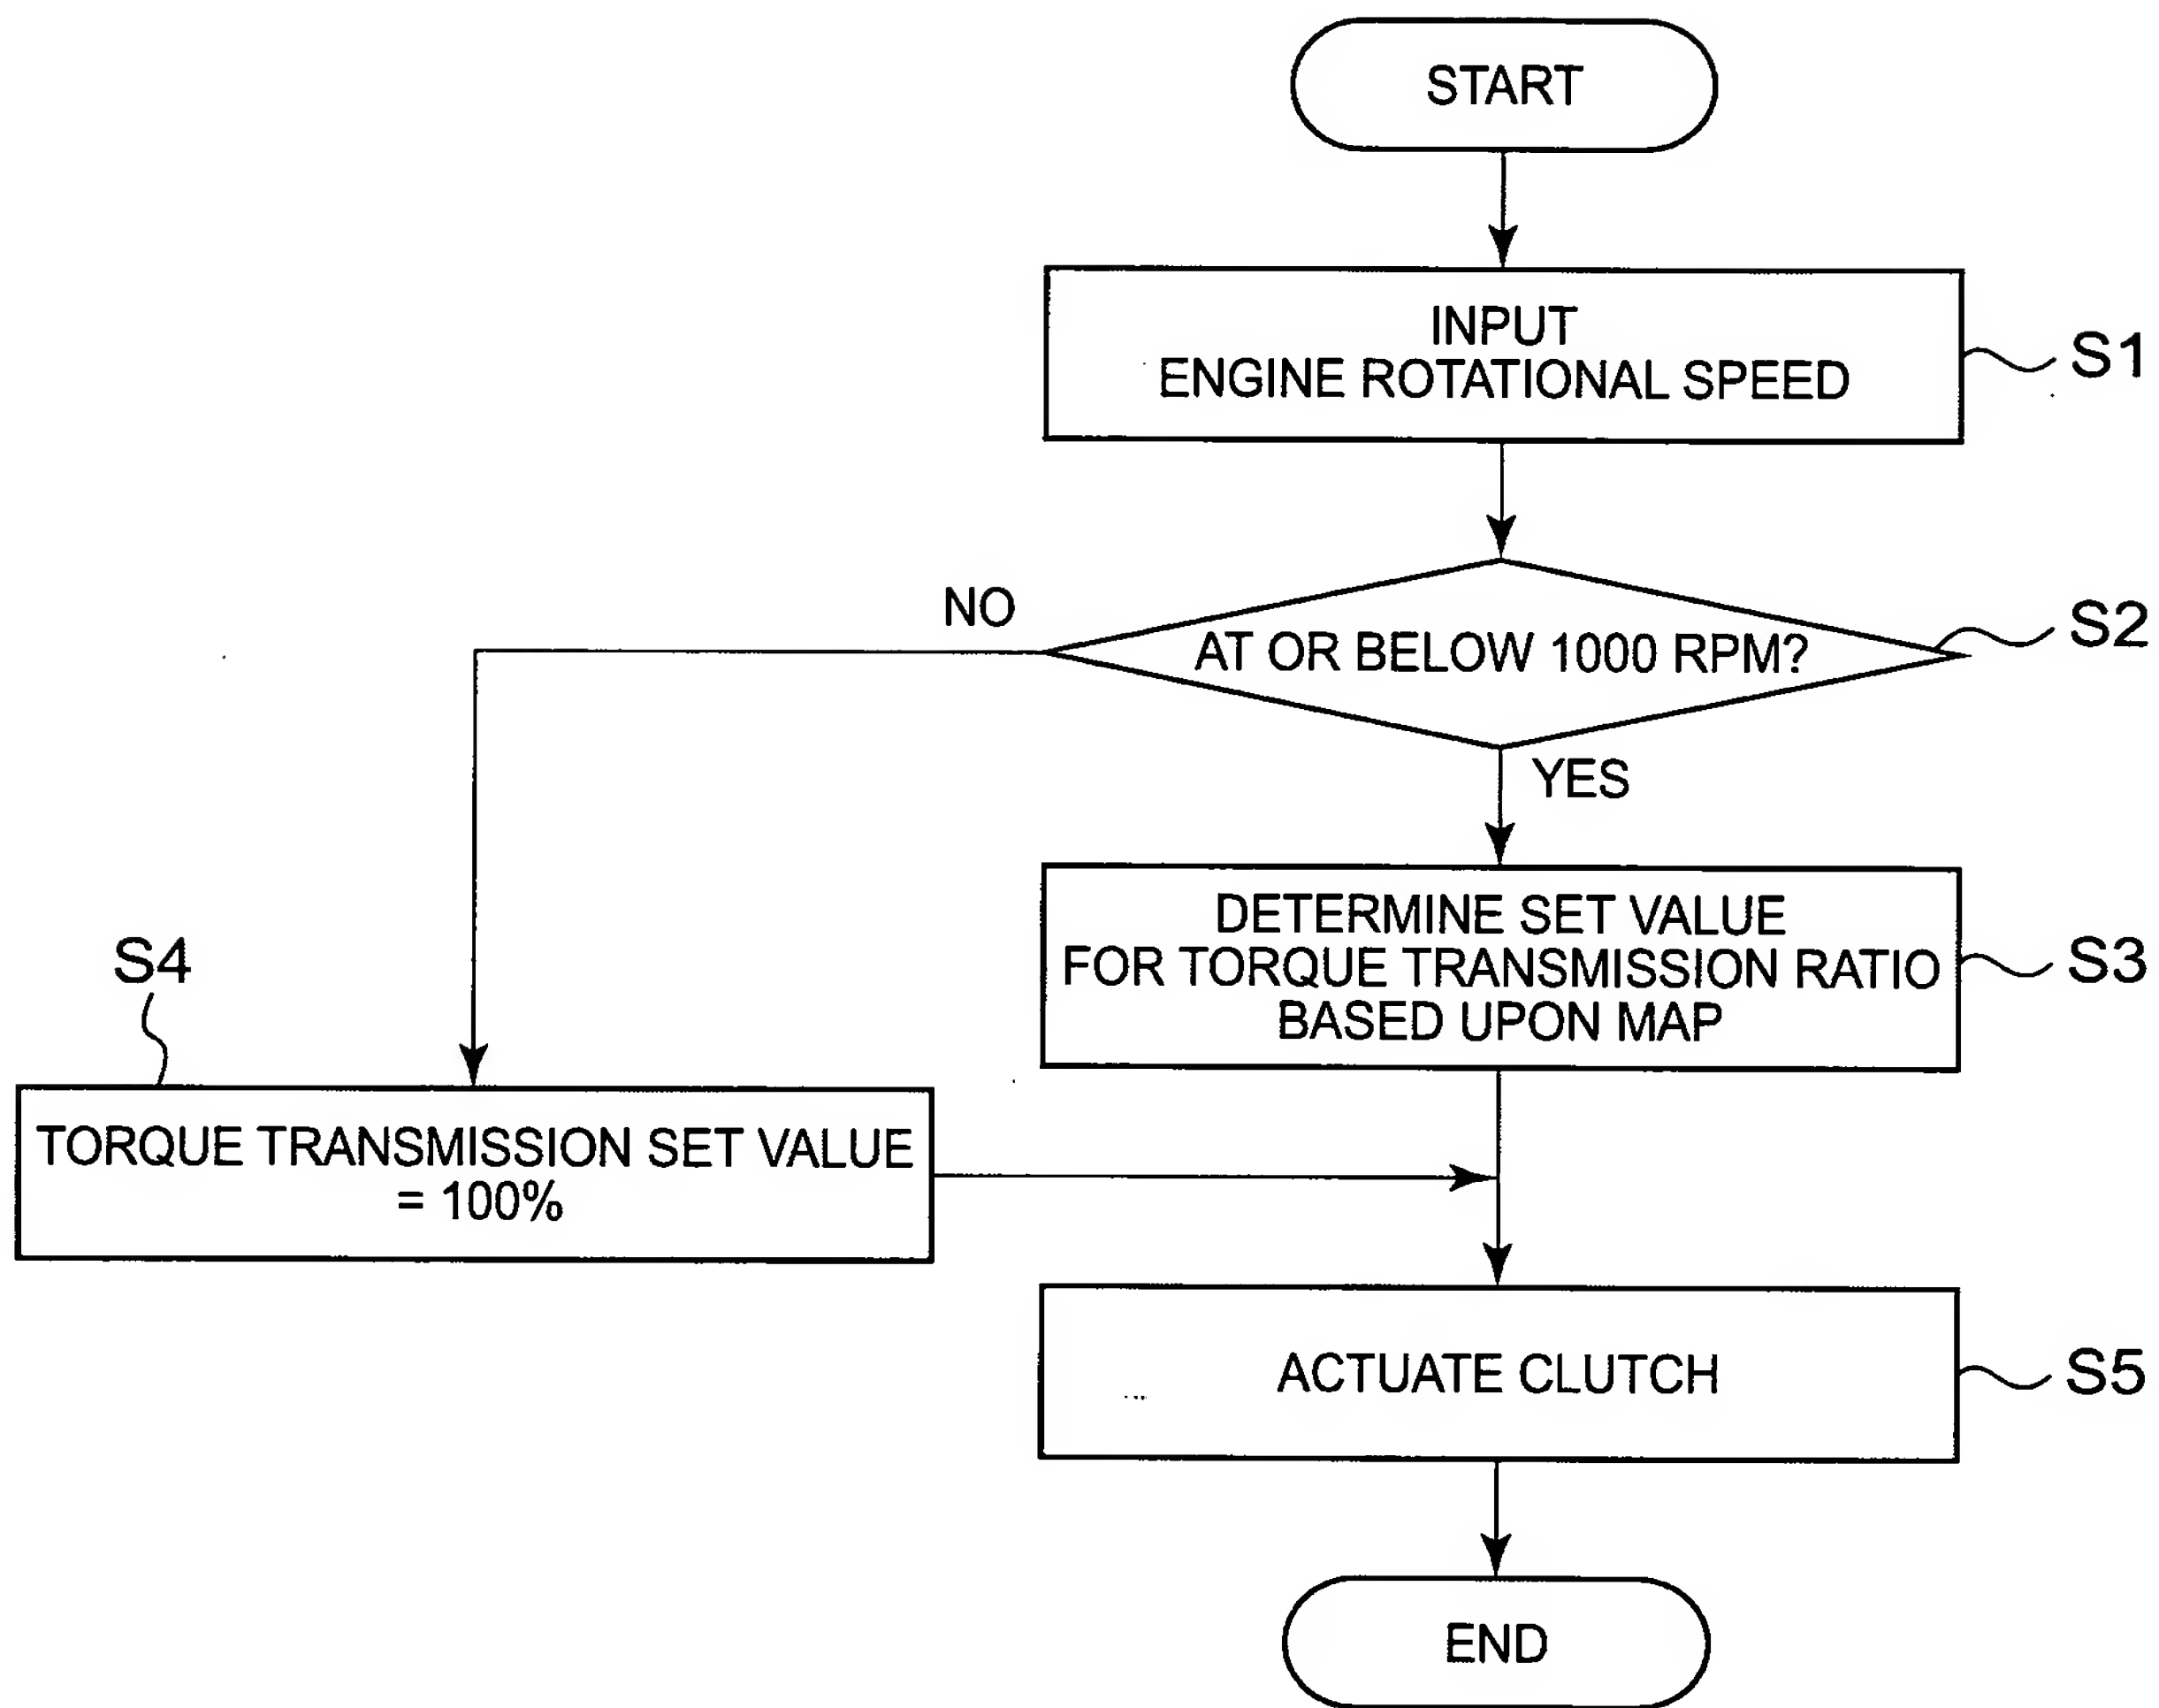 START
INPUT
ENGINE ROTATIONAL SPEED
S1
NO
AT OR BELOW 1000 RPM?
S2
YES
DETERMINE SET VALUE
FOR TORQUE TRANSMISSION RATIO
BASED UPON MAP
S3
S4
TORQUE TRANSMISSION SET VALUE
= 100%
ACTUATE CLUTCH
S5
END